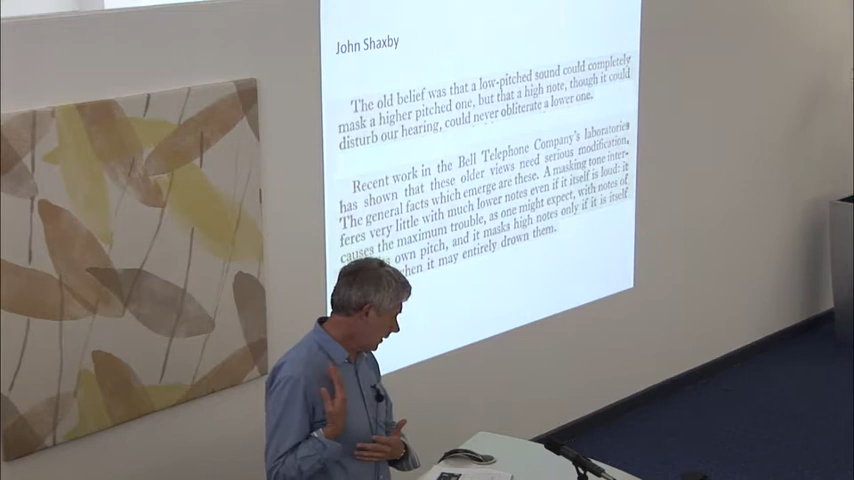 John Shaxby
The old belief was that a low-pitched sound could completely
mask a higher pitched one, but that a high note, though it could
disturb our hearing, could never obliterate a lower one.
Recent work in the Bell Telephone Company's laboratories
has shown that these older views need serious modification.
The general facts which emerge are these. A masking tone inter-
feres very little with much lower notes even if it itself is loud: it
causes the maximum trouble, as one might expect, with notes of
own pitch, and it masks high notes only if it is itself
when it may entirely drown them.